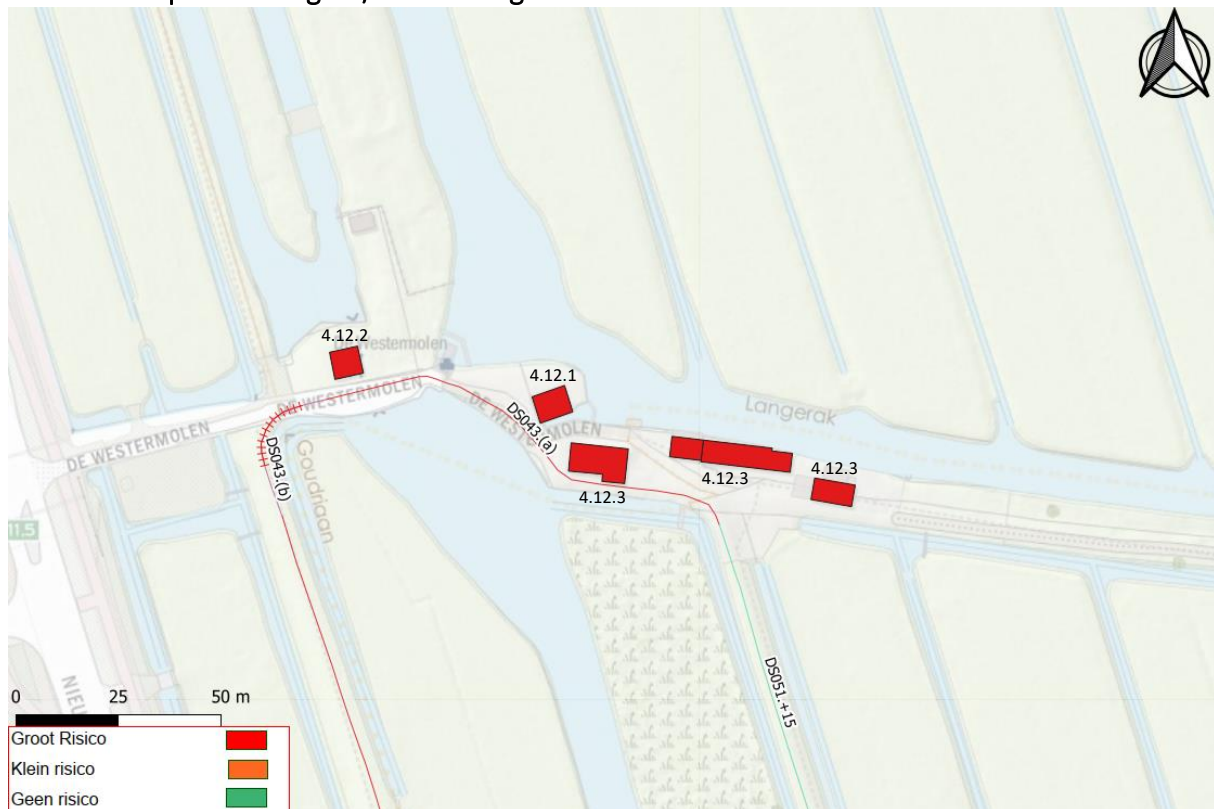 4.12.2
De Westermolen
4.12.1
DE WESTERMOLEN
DE WESTERMOLEN
DE WESTERMOLEN
DS043.(a)
Langerak
4.12.3
4.12.3
4.12.3
DS043.(b)
Goudriaan
11.5
DS051.+15
NIEU
0 25 50 m
Groot Risico
Klein risico
Geen risico